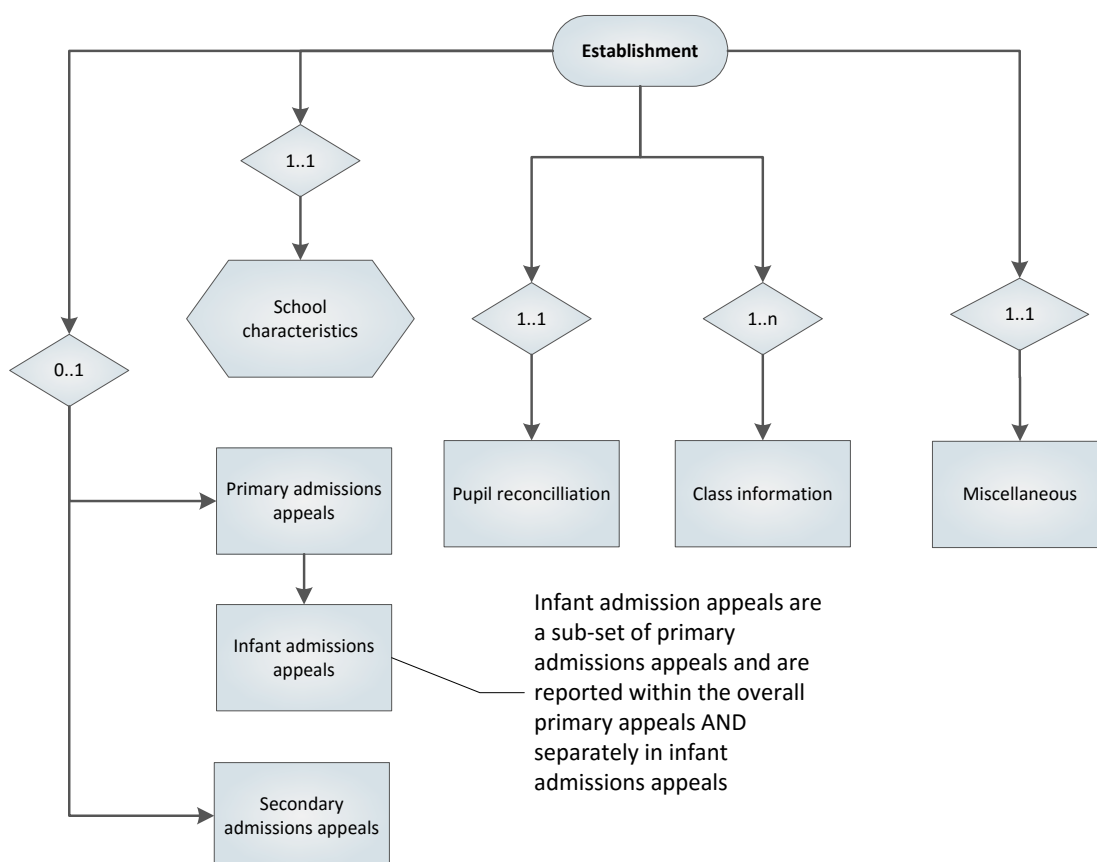 Establishment
1..1
School
characteristics
0..1
1..1
1..n
1..1
Primary admissions
appeals
Pupil reconcilliation
Class information
Miscellaneous
Infant admissions
appeals
Infant admission appeals are
a sub-set of primary
admissions appeals and are
reported within the overall
primary appeals AND
separately in infant
admissions appeals
Secondary
admissions appeals